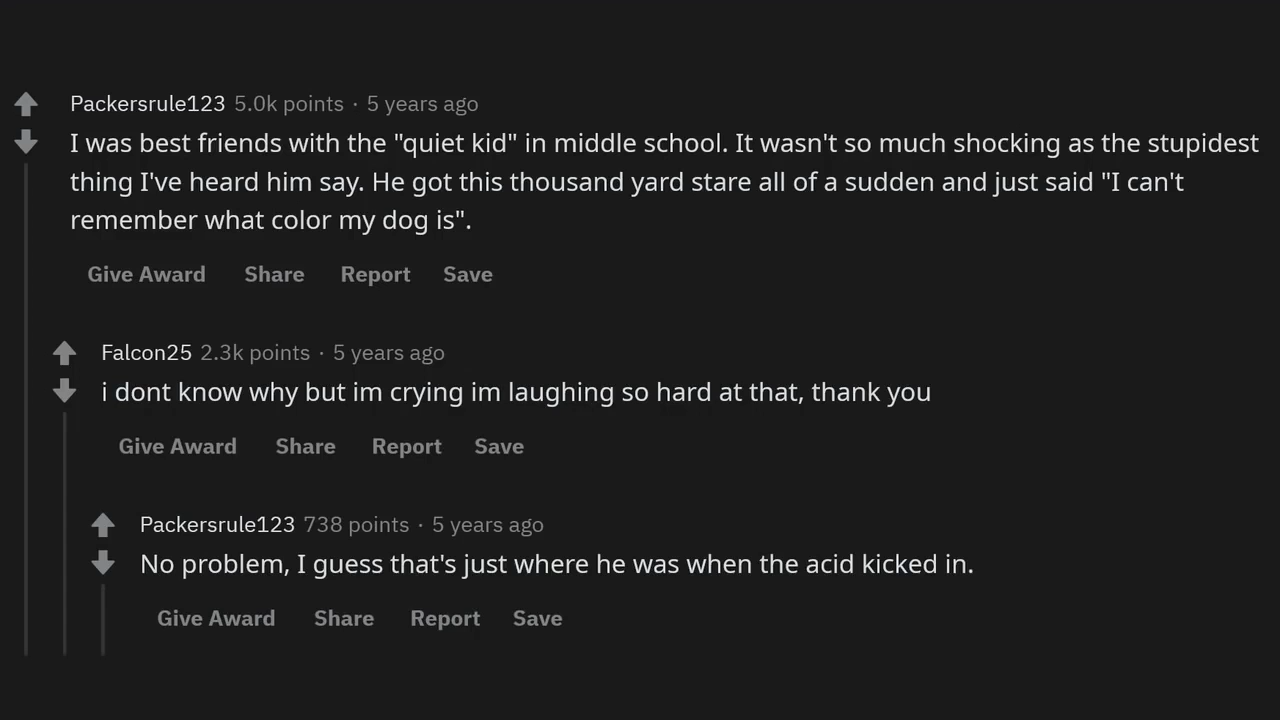 Packersrule123 5.0k points · 5 years ago
I was best friends with the "quiet kid" in middle school. It wasn't so much shocking as the stupidest
thing I've heard him say. He got this thousand yard stare all of a sudden and just said "I can't
remember what color my dog is".
Give Award Share Report Save
Falcon25 2.3k points · 5 years ago
i dont know why but im crying im laughing so hard at that, thank you
Give Award Share Report Save
Packersrule123 738 points · 5 years ago
No problem, I guess that's just where he was when the acid kicked in.
Give Award Share Report Save